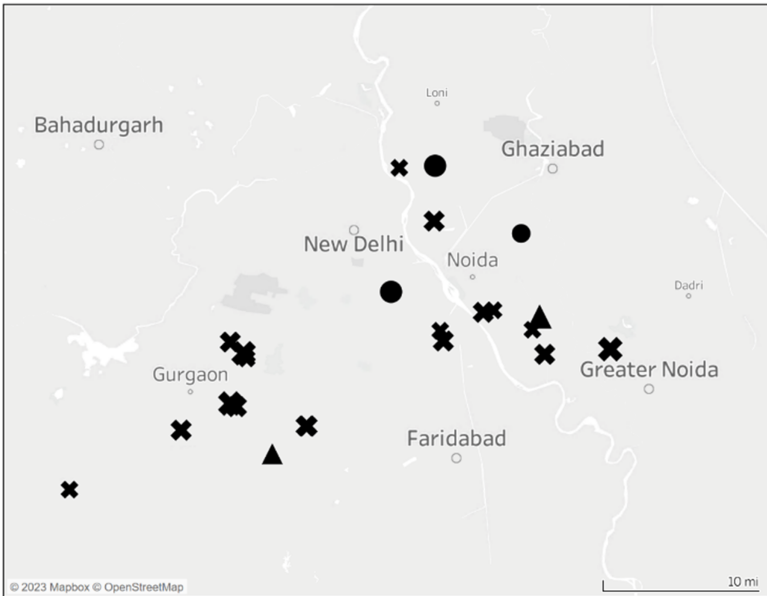 Loni
Bahadurgarh
Ghaziabad
New Delhi
Noida
Dadri
Gurgaon
Greater Noida
Faridabad
© 2023 Mapbox © OpenStreetMap
10 mi